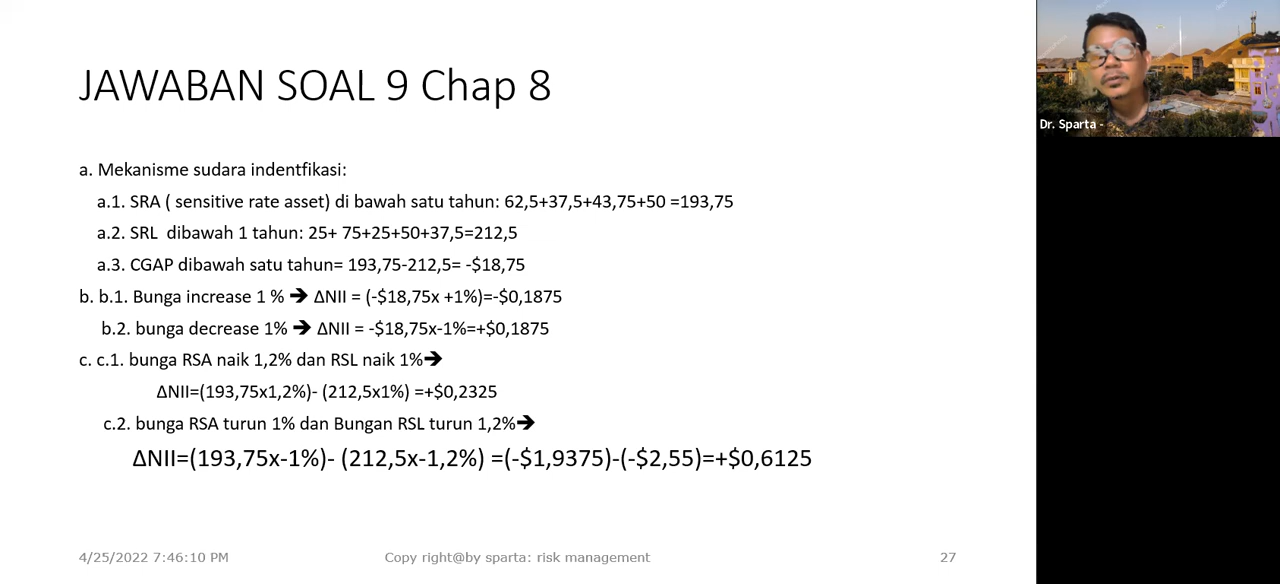 JAWABAN SOAL 9 Chap 8
a. Mekanisme sudara indentfikasi:
a.1. SRA ( sensitive rate asset) di bawah satu tahun: 62,5+37,5+43,75+50 =193,75
a.2. SRL dibawah 1 tahun: 25+ 75+25+50+37,5=212,5
a.3. CGAP dibawah satu tahun= 193,75-212,5= -$18,75
b. b.1. Bunga increase 1 % ➔ ΔNII = (-$18,75x +1%)=-$0,1875
b.2. bunga decrease 1% ➔ ΔNII = -$18,75x-1%=+$0,1875
c. c.1. bunga RSA naik 1,2% dan RSL naik 1%➔
ΔNII=(193,75x1,2%)- (212,5x1%) =+$0,2325
c.2. bunga RSA turun 1% dan Bungan RSL turun 1,2%➔
ΔNII=(193,75x-1%)- (212,5x-1,2%) =(-$1,9375)-(-$2,55)=+$0,6125
4/25/2022 7:46:10 PM
Copy right@by sparta: risk management
27
Dr. Sparta -